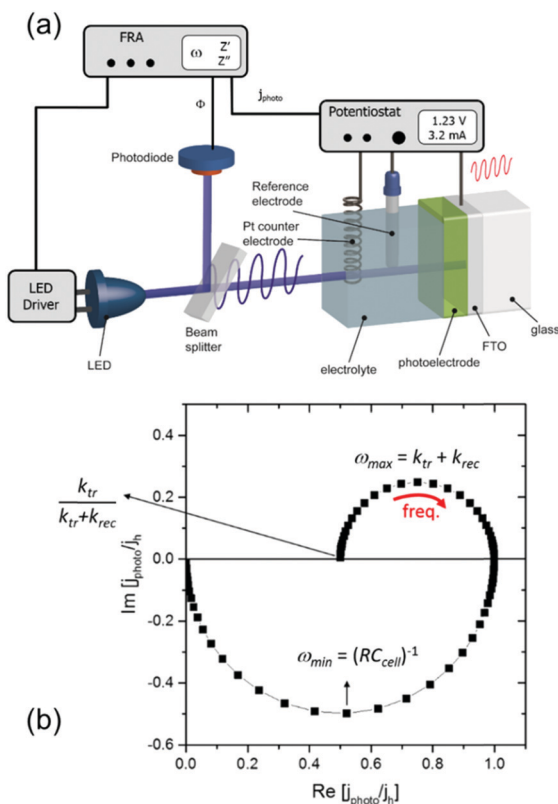 (a)
FRA
ω
Z'
Z"
Φ
j_photo
Potentiostat
1.23 V
3.2 mA
Photodiode
Reference
electrode
Pt counter
electrode
LED
Driver
LED
Beam
splitter
electrolyte
photoelectrode
FTO
glass
(b)
k_tr
k_tr+k_rec
ω_max = k_tr + k_rec
freq.
ω_min = (RC_cell)^-1
Im [j_photo/j_h]
0.4
0.2
0.0
-0.2
-0.4
-0.6
0.0 0.2 0.4 0.6 0.8 1.0
Re [j_photo/j_h]